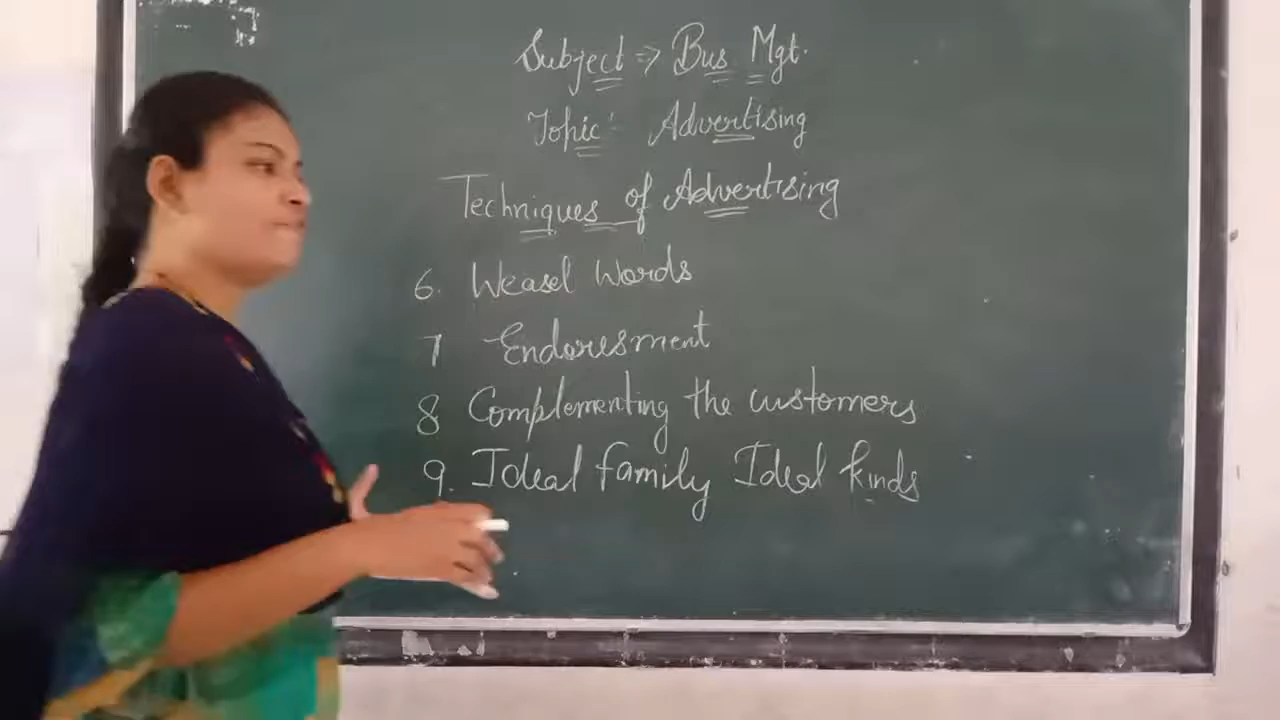 Subject => Bus Mgt.
Topic: Advertising
Techniques of Advertising
6. Weasel Words
7 Endoresment
8 Complementing the customers
9. Ideal family Ideal kinds